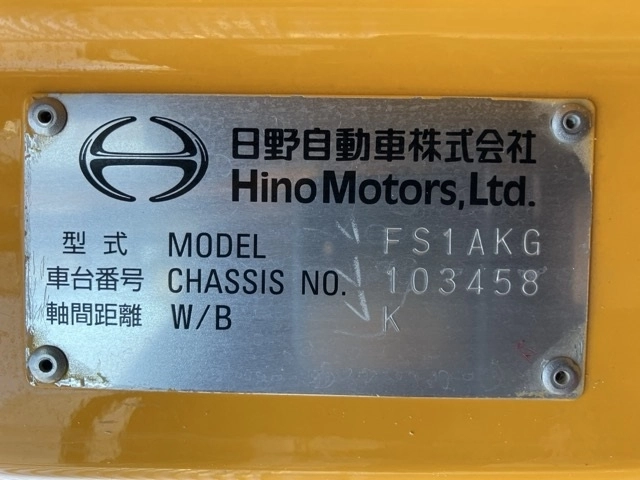 日野自動車株式会社
Hino Motors, Ltd.
型式 MODEL FS1AKG
車台番号 CHASSIS NO. 103458
軸間距離 W/B K